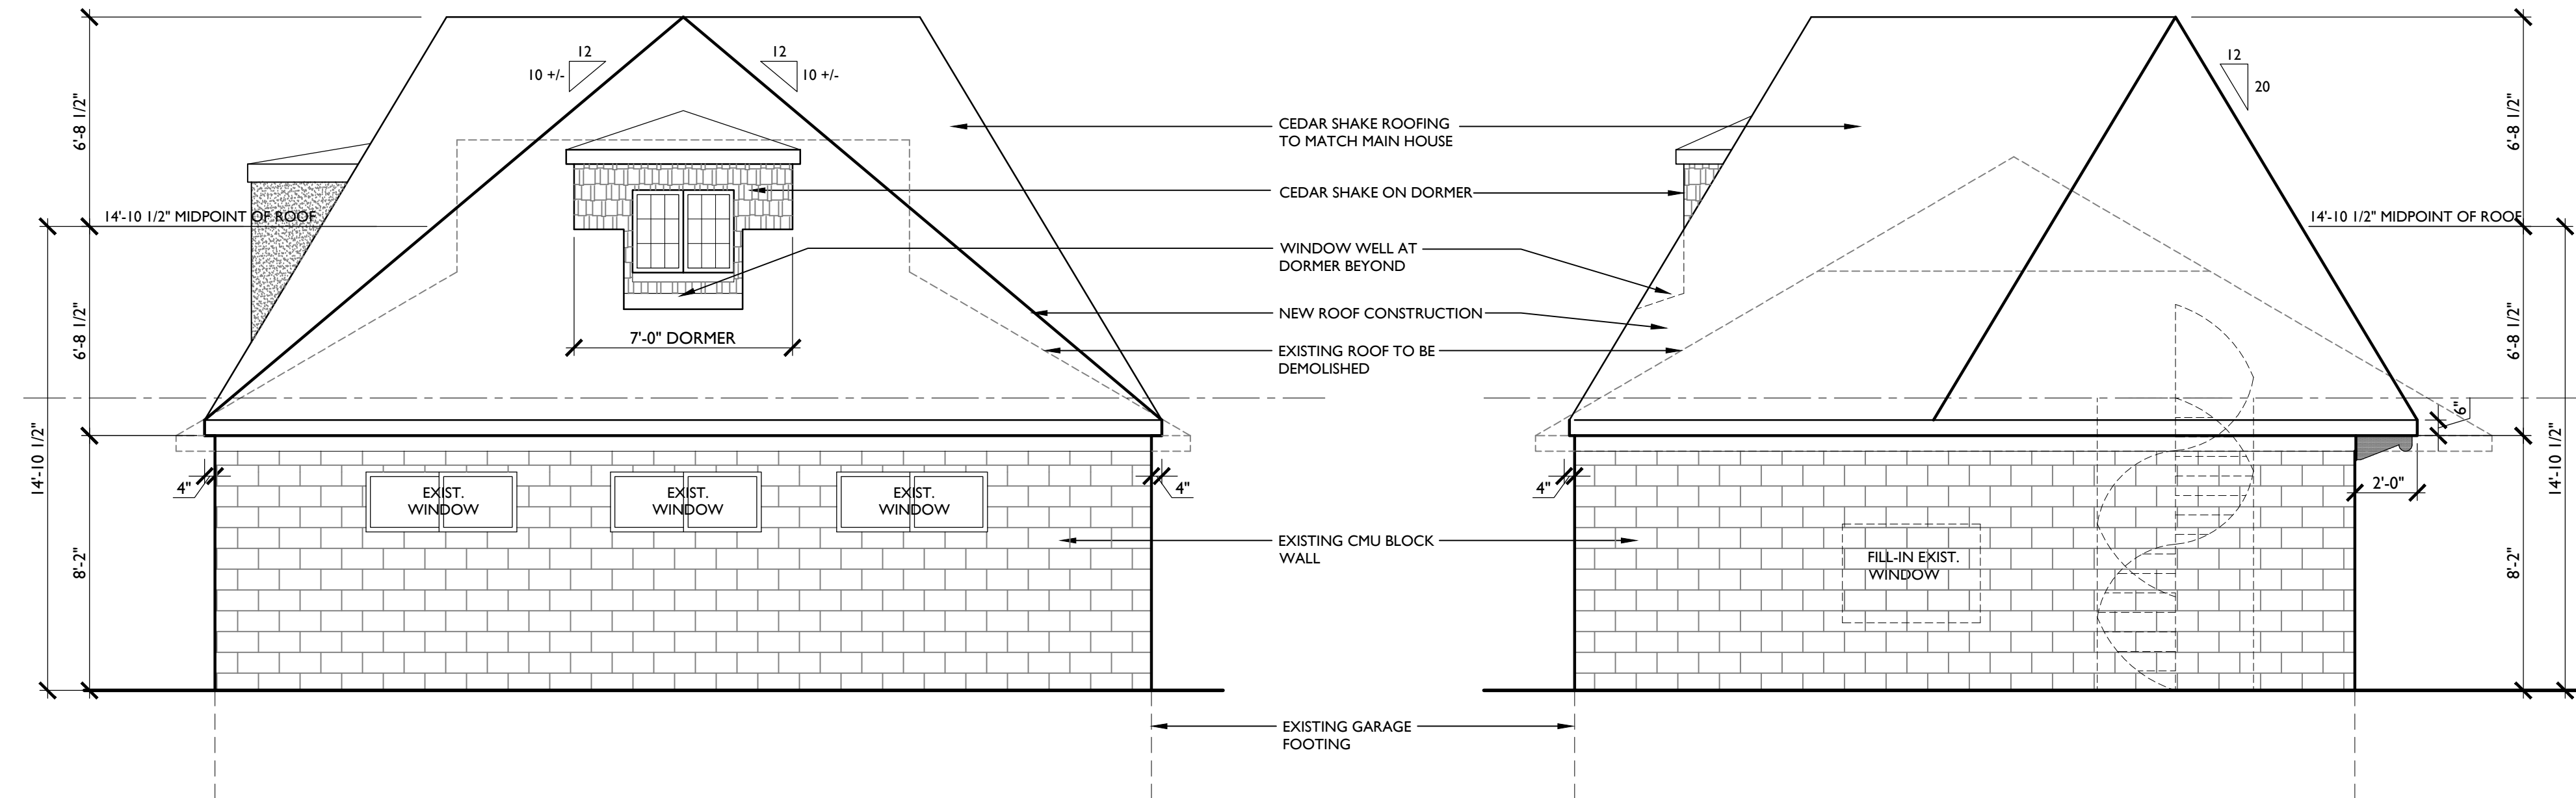 12
10 +/-
12
10 +/-
6'-8 1/2"
14'-10 1/2" MIDPOINT OF ROOF
6'-8 1/2"
7'-0" DORMER
14'-10 1/2"
8'-2"
4"
4"
EXIST.
WINDOW
EXIST.
WINDOW
EXIST.
WINDOW
CEDAR SHAKE ROOFING
TO MATCH MAIN HOUSE
CEDAR SHAKE ON DORMER
WINDOW WELL AT
DORMER BEYOND
NEW ROOF CONSTRUCTION
EXISTING ROOF TO BE
DEMOLISHED
EXISTING CMU BLOCK
WALL
EXISTING GARAGE
FOOTING
12
20
6'-8 1/2"
14'-10 1/2" MIDPOINT OF ROOF
6'-8 1/2"
6"
4"
2'-0"
14'-10 1/2"
8'-2"
FILL-IN EXIST.
WINDOW